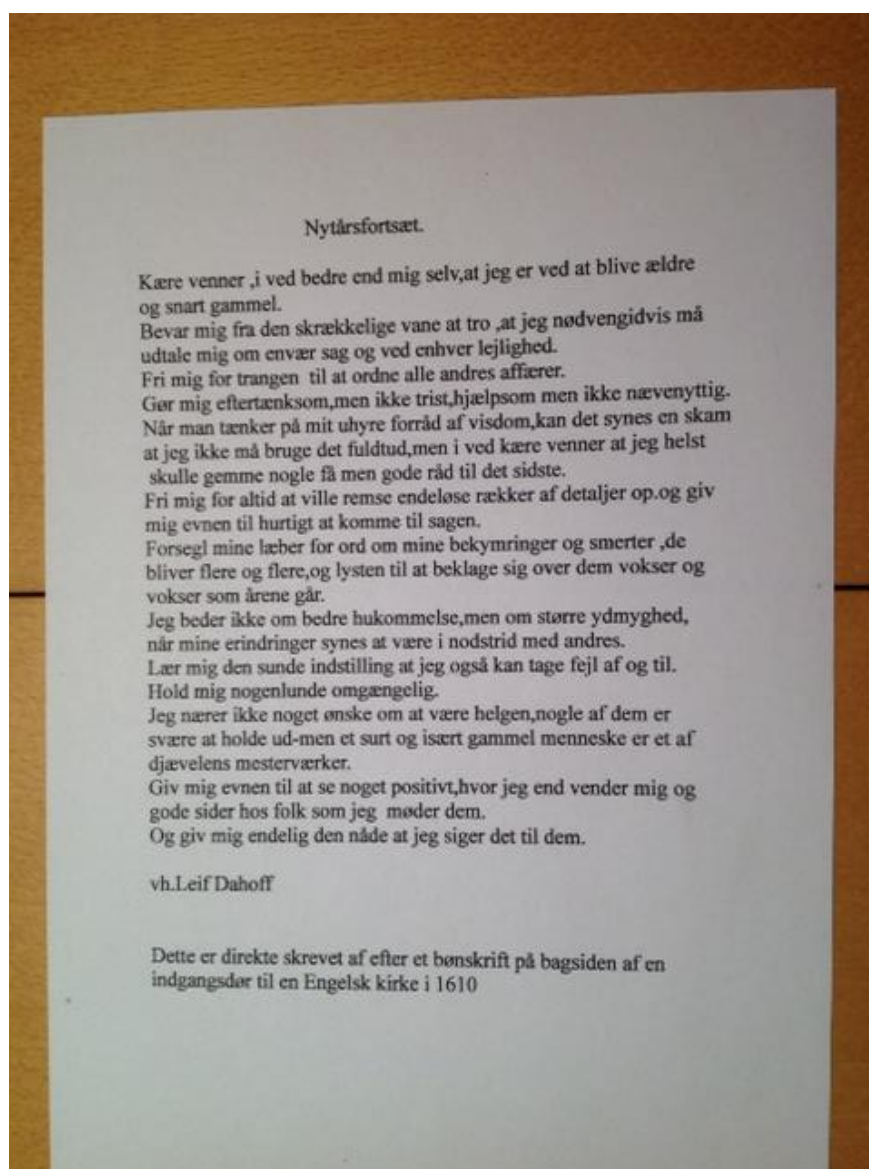 Nytårsfortsæt.
Kære venner ,i ved bedre end mig selv,at jeg er ved at blive ældre
og snart gammel.
Bevar mig fra den skrækkelige vane at tro ,at jeg nødvengidvis må
udtale mig om envær sag og ved enhver lejlighed.
Fri mig for trangen til at ordne alle andres affærer.
Gør mig eftertænksom,men ikke trist,hjælpsom men ikke nævenyttig.
Når man tænker på mit uhyre forråd af visdom,kan det synes en skam
at jeg ikke må bruge det fuldtud,men i ved kære venner at jeg helst
skulle gemme nogle få men gode råd til det sidste.
Fri mig for altid at ville remse endeløse rækker af detaljer op.og giv
mig evnen til hurtigt at komme til sagen.
Forsegl mine læber for ord om mine bekymringer og smerter ,de
bliver flere og flere,og lysten til at beklage sig over dem vokser og
vokser som årene går.
Jeg beder ikke om bedre hukommelse,men om større ydmyghed,
når mine erindringer synes at være i nodstrid med andres.
Lær mig den sunde indstilling at jeg også kan tage fejl af og til.
Hold mig nogenlunde omgængelig.
Jeg nærer ikke noget ønske om at være helgen,nogle af dem er
svære at holde ud-men et surt og isært gammel menneske er et af
djævelens mesterværker.
Giv mig evnen til at se noget positivt,hvor jeg end vender mig og
gode sider hos folk som jeg møder dem.
Og giv mig endelig den nåde at jeg siger det til dem.
vh.Leif Dahoff
Dette er direkte skrevet af efter et bønskrift på bagsiden af en
indgangsdør til en Engelsk kirke i 1610